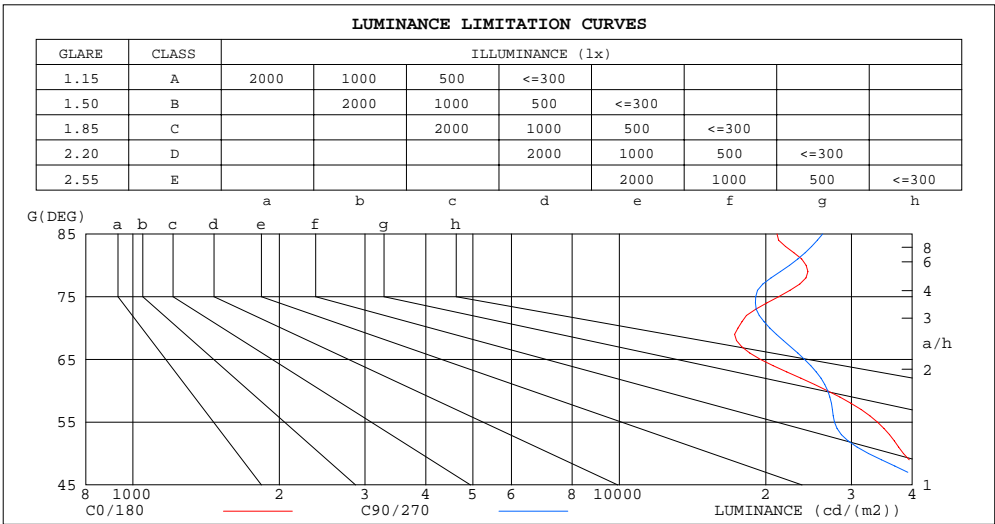 LUMINANCE LIMITATION CURVES
GLARE CLASS ILLUMINANCE (lx)
1.15 A 2000 1000 500 <=300
1.50 B 2000 1000 500 <=300
1.85 C 2000 1000 500 <=300
2.20 D 2000 1000 500 <=300
2.55 E 2000 1000 500 <=300
a b c d e f g h
G(DEG)
a b c d e f g h
85 8
6
75 4
3
a/h
65 2
55
45 1
8 1000 2 3 4 5 6 8 10000 2 3 4
C0/180 C90/270 LUMINANCE (cd/(m2))